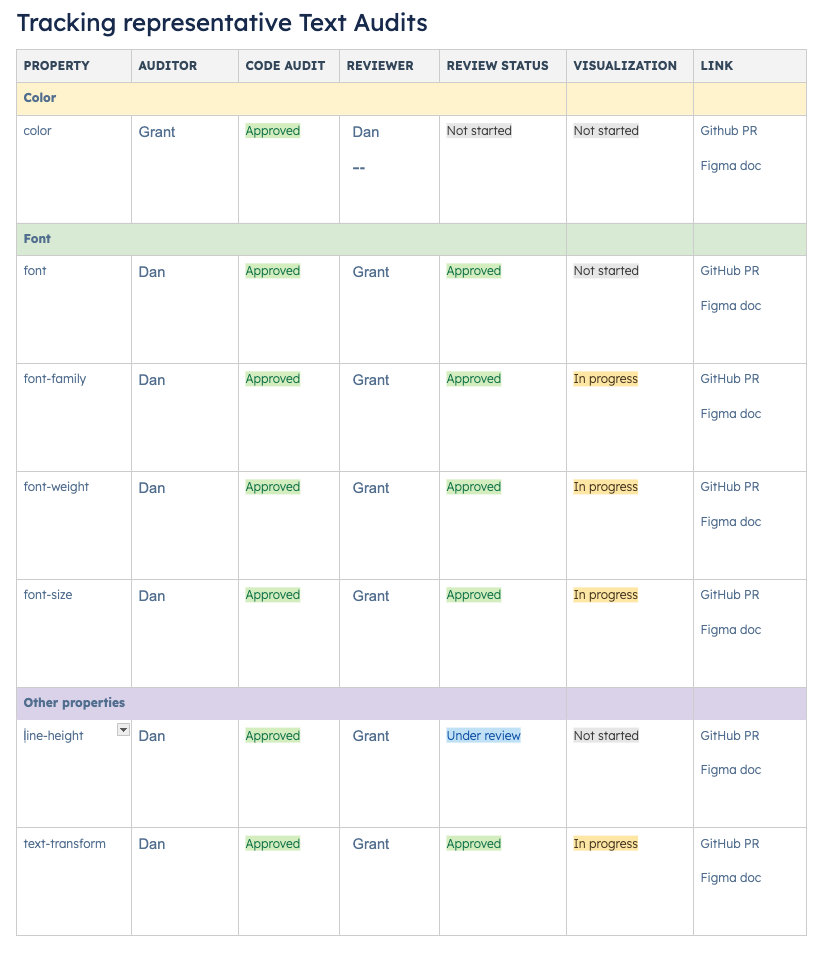 Tracking representative Text Audits
PROPERTY AUDITOR CODE AUDIT REVIEWER REVIEW STATUS VISUALIZATION LINK
Color
color Grant Approved Dan Not started Not started Github PR
-- Figma doc
Font
font Dan Approved Grant Approved Not started GitHub PR
Figma doc
font-family Dan Approved Grant Approved In progress GitHub PR
Figma doc
font-weight Dan Approved Grant Approved In progress GitHub PR
Figma doc
font-size Dan Approved Grant Approved In progress GitHub PR
Figma doc
Other properties
line-height Dan Approved Grant Under review Not started GitHub PR
Figma doc
text-transform Dan Approved Grant Approved In progress GitHub PR
Figma doc